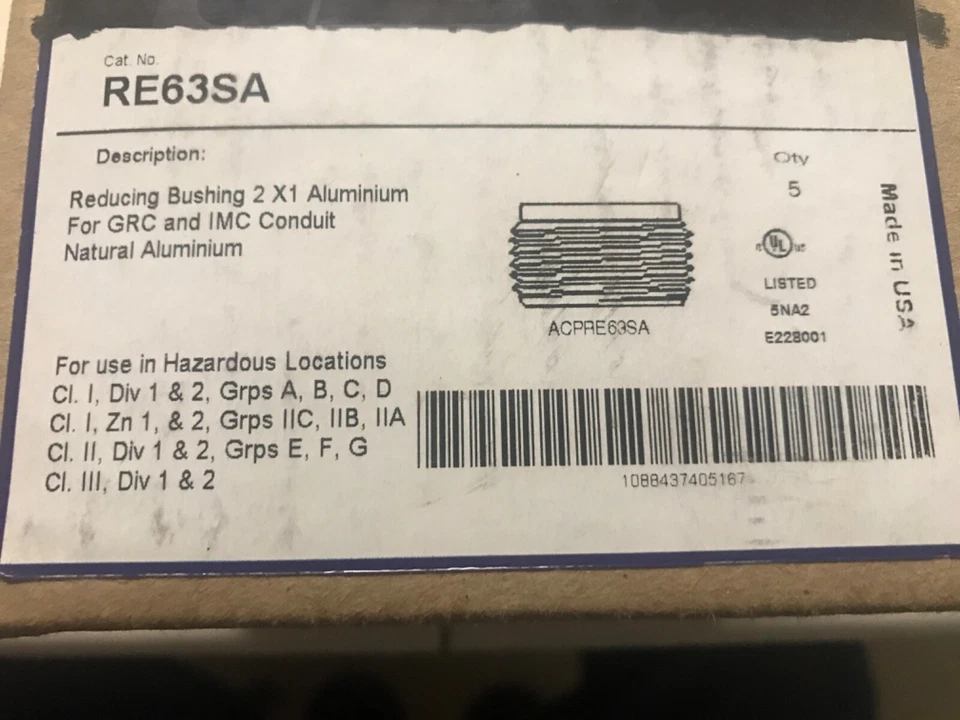 Cat. No.
RE63SA
Description:
Reducing Bushing 2 X1 Aluminium
For GRC and IMC Conduit
Natural Aluminium
Qty
5
Made in USA
UL
LISTED
5NA2
E228001
ACPRE63SA
For use in Hazardous Locations
Cl. I, Div 1 & 2, Grps A, B, C, D
Cl. I, Zn 1, & 2, Grps IIC, IIB, IIA
Cl. II, Div 1 & 2, Grps E, F, G
Cl. III, Div 1 & 2
1088437405167